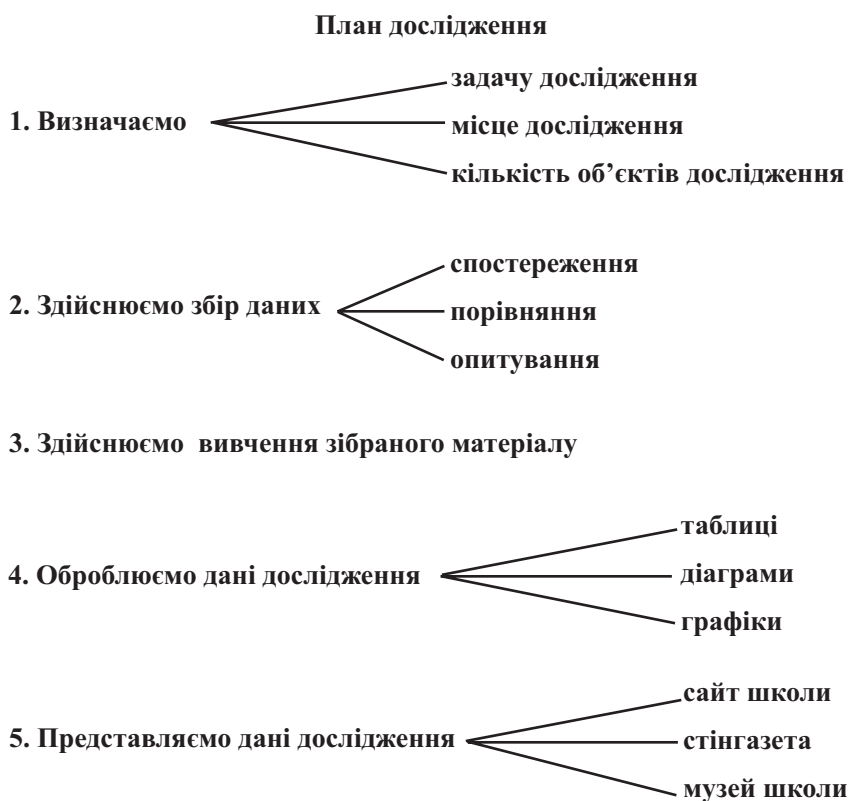 План дослідження
задачу дослідження
1. Визначаємо
місце дослідження
кількість об’єктів дослідження
спостереження
2. Здійснюємо збір даних
порівняння
опитування
3. Здійснюємо вивчення зібраного матеріалу
таблиці
4. Оброблюємо дані дослідження
діаграми
графіки
сайт школи
5. Представляємо дані дослідження
стінгазета
музей школи